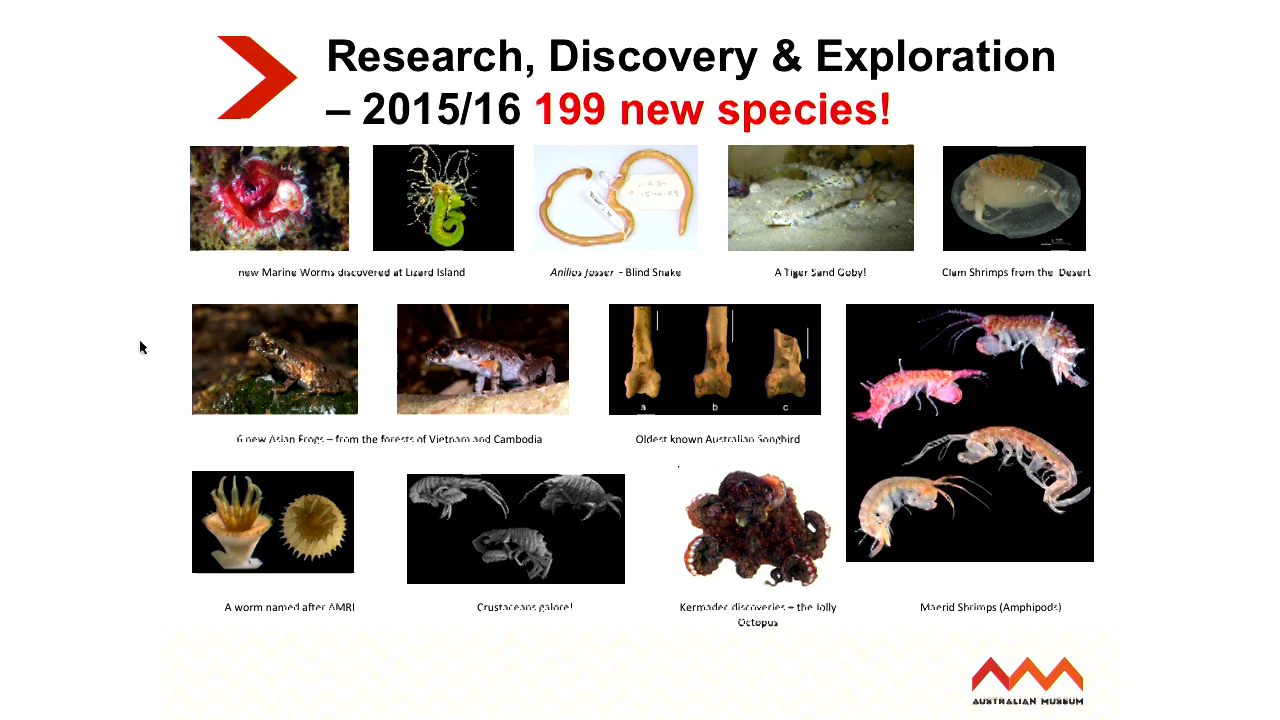 Research, Discovery & Exploration
– 2015/16 199 new species!
new Marine Worms discovered at Lizard Island
Anilios fossor - Blind Snake
A Tiger Sand Goby!
Clam Shrimps from the Desert
6 new Asian Frogs – from the forests of Vietnam and Cambodia
Oldest known Australian Songbird
a
b
c
A worm named after AMRI
Crustaceans galore!
Kermadec discoveries – the Jolly
Octopus
Maerid Shrimps (Amphipods)
AUSTRALIAN MUSEUM